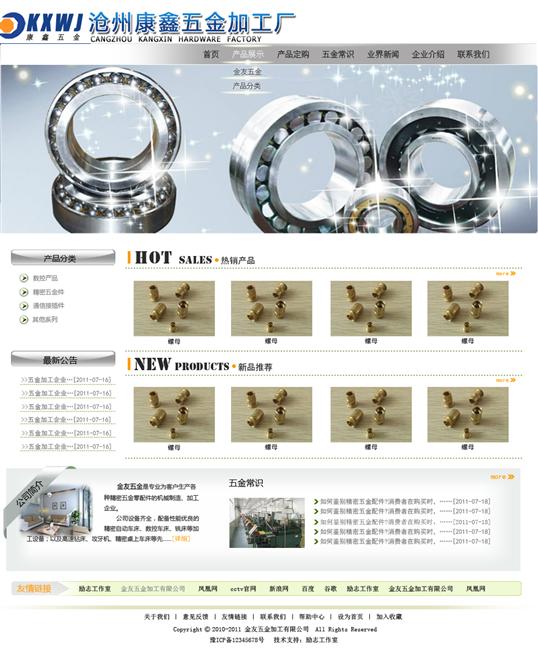 KXWJ 沧州康鑫五金加工厂
康鑫五金 CANGZHOU KANGXIN HARDWARE FACTORY
首页 产品展示 产品定购 五金常识 业界新闻 企业介绍 联系我们
金友五金
产品分类
产品分类
数控产品
精密五金件
通信接插件
其他系列
HOT SALES 热销产品
more
螺母 螺母 螺母 螺母
最新公告
>>五金加工企业…[2011-07-16]
>>五金加工企业…[2011-07-16]
>>五金加工企业…[2011-07-16]
>>五金加工企业…[2011-07-16]
>>五金加工企业…[2011-07-16]
>>五金加工企业…[2011-07-16]
NEW PRODUCTS 新品推荐
more
螺母 螺母 螺母 螺母
公司简介
金友五金是专业为客户生产各
种精密五金零配件的机械制造、加工
企业。
公司设备齐全，配备性能优良的
精密自动车床、数控车床、铣床等加
工设备；以及高速钻床、攻牙机、精密桌上车床等先……[详细]
五金常识
more
如何鉴别精密五金配件?消费者在购买时，……[2011-07-18]
如何鉴别精密五金配件?消费者在购买时，……[2011-07-18]
如何鉴别精密五金配件?消费者在购买时，……[2011-07-18]
如何鉴别精密五金配件?消费者在购买时，……[2011-07-18]
如何鉴别精密五金配件?消费者在购买时，……[2011-07-18]
友情链接 励志工作室 金友五金加工有限公司 凤凰网 cctv官网 新浪网 百度 谷歌 励志工作室 金友五金加工有限公司 凤凰网
关于我们 | 意见反馈 | 友情链接 | 联系我们 | 帮助中心 | 设为首页 | 加入收藏
Copyright © 2010-2011 金友五金加工有限公司 All Rights Reserved
豫ICP备12345678号 技术支持：励志工作室